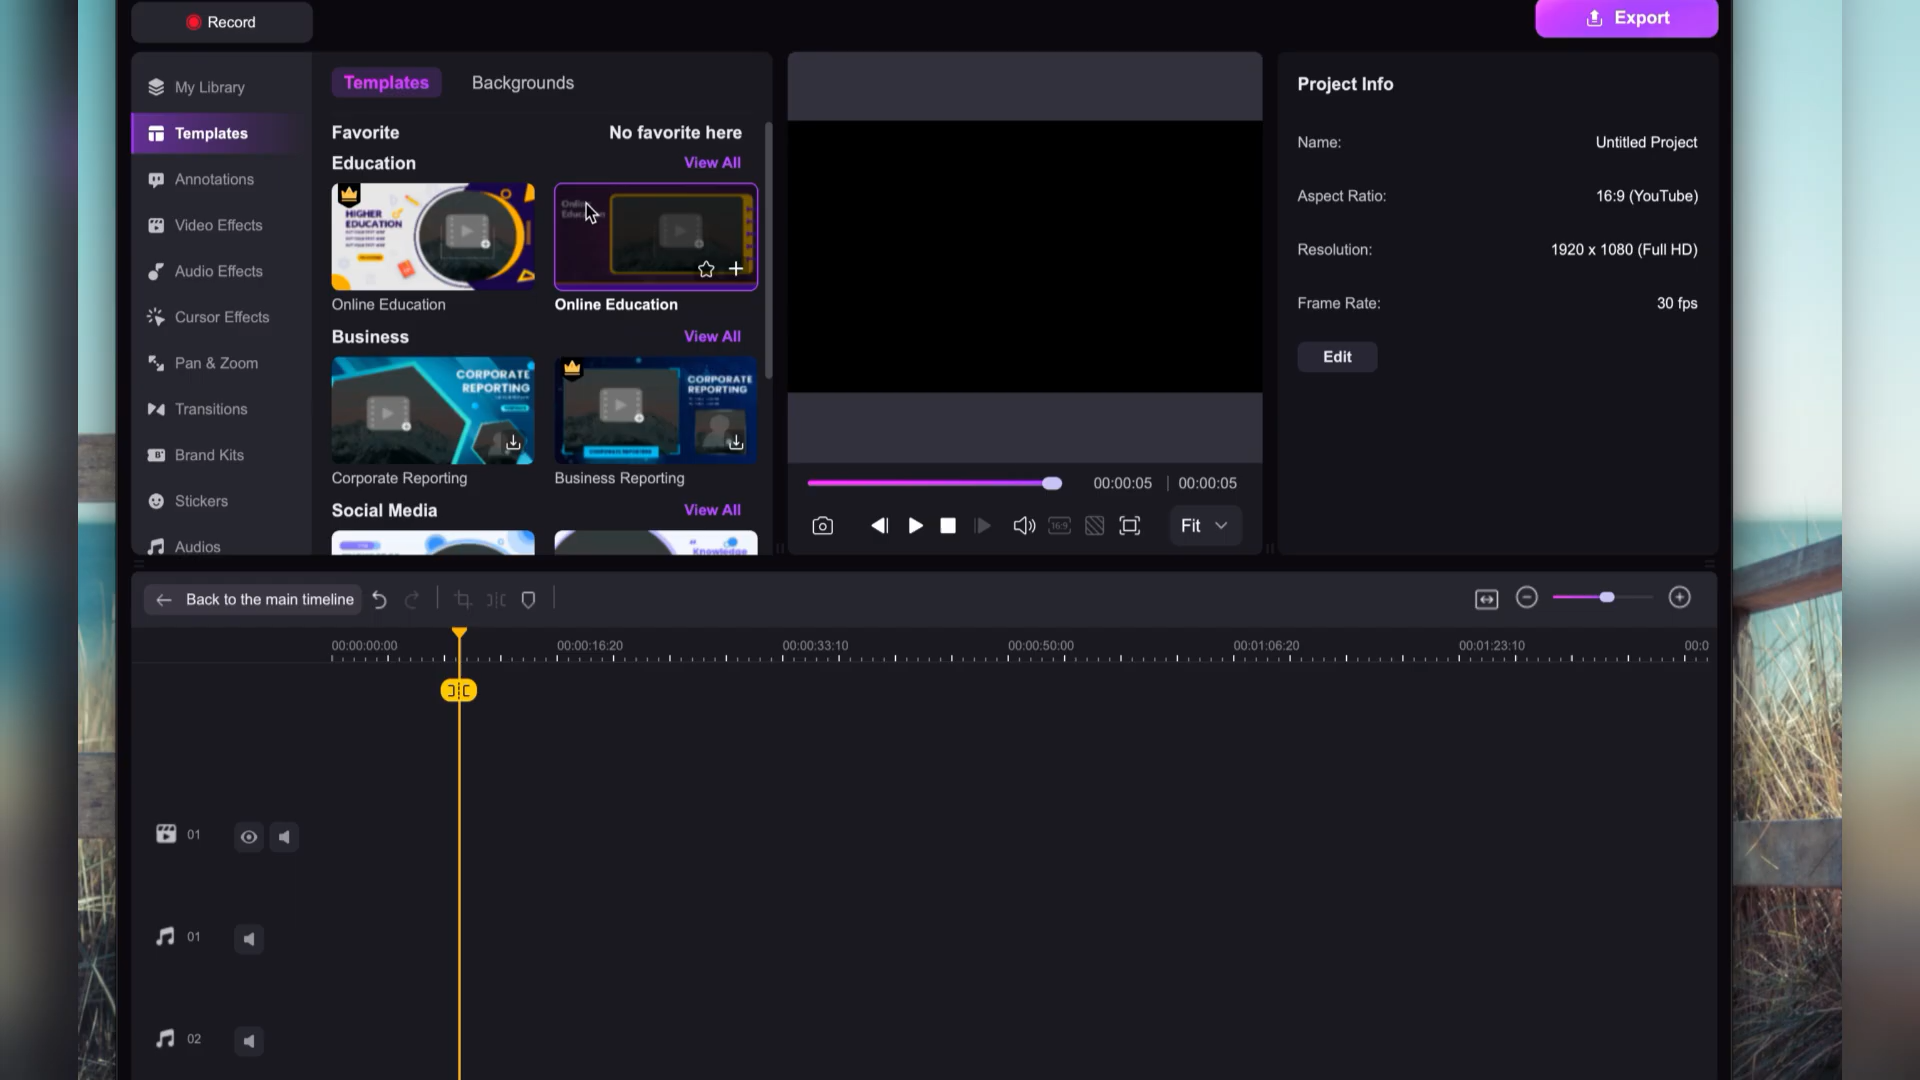 Record
Export
My Library
Templates
Annotations
Video Effects
Audio Effects
Cursor Effects
Pan & Zoom
Transitions
Brand Kits
Stickers
Audios
Templates
Backgrounds
Favorite
No favorite here
Education
View All
HIGHER
EDUCATION
Online Education
Online Education
Business
View All
CORPORATE
REPORTING
CORPORATE
REPORTING
CORPORATE REPORTING
Corporate Reporting
Business Reporting
Social Media
View All
Knowledge
00:00:05 | 00:00:05
16:9
Fit
Project Info
Name:
Untitled Project
Aspect Ratio:
16:9 (YouTube)
Resolution:
1920 x 1080 (Full HD)
Frame Rate:
30 fps
Edit
Back to the main timeline
00:00:00:00
00:00:16:20
00:00:33:10
00:00:50:00
00:01:06:20
00:01:23:10
00:0
01
01
02